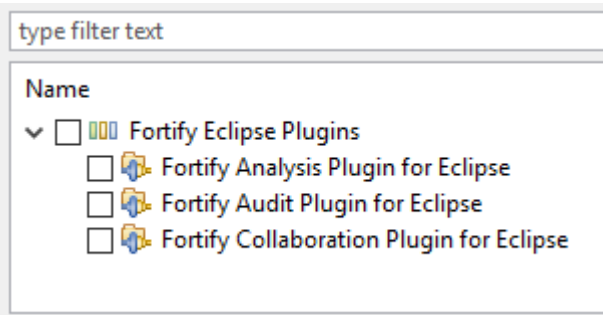 type filter text
Name
Fortify Eclipse Plugins
Fortify Analysis Plugin for Eclipse
Fortify Audit Plugin for Eclipse
Fortify Collaboration Plugin for Eclipse